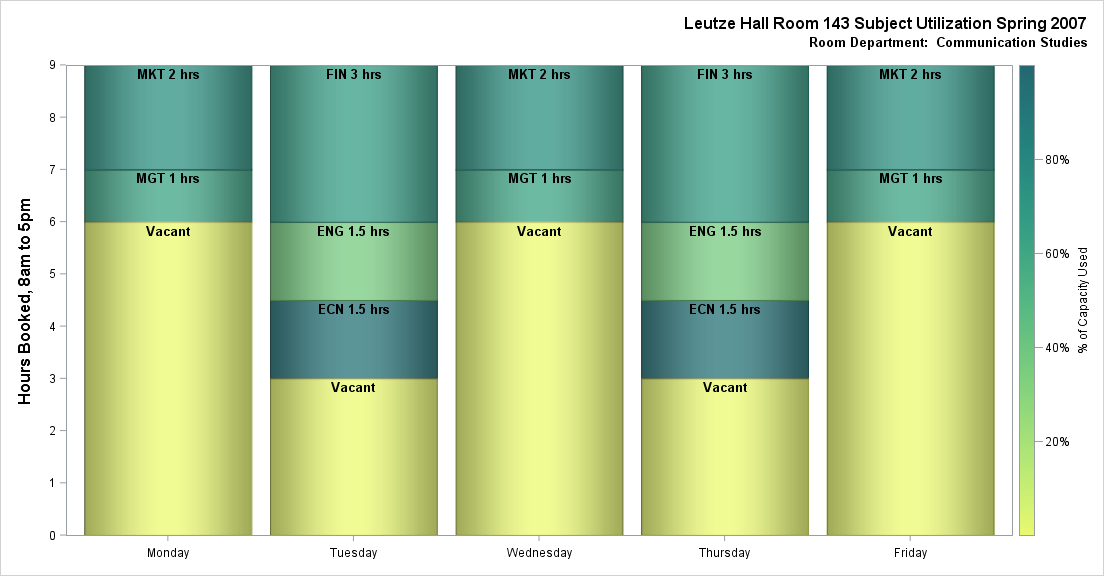 Leutze Hall Room 143 Subject Utilization Spring 2007
Room Department:  Communication Studies
Hours Booked, 8am to 5pm
9
8
7
6
5
4
3
2
1
0
MKT 2 hrs
MGT 1 hrs
Vacant
FIN 3 hrs
ENG 1.5 hrs
ECN 1.5 hrs
Vacant
MKT 2 hrs
MGT 1 hrs
Vacant
FIN 3 hrs
ENG 1.5 hrs
ECN 1.5 hrs
Vacant
MKT 2 hrs
MGT 1 hrs
Vacant
Monday
Tuesday
Wednesday
Thursday
Friday
80%
60%
40%
20%
% of Capacity Used